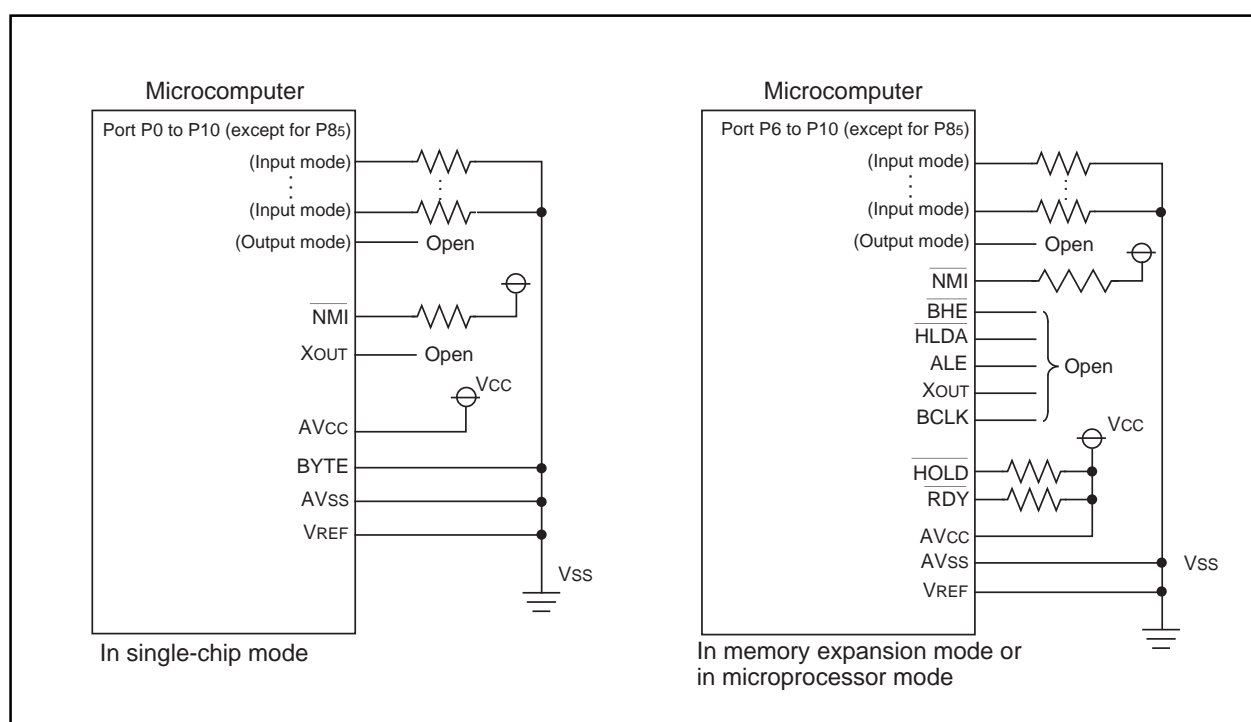 Microcomputer
Port P0 to P10 (except for P85)
(Input mode)
(Input mode)
(Output mode)
Open
NMI
XOUT
Open
VCC
AVCC
BYTE
AVSS
VREF
VSS
In single-chip mode
Microcomputer
Port P6 to P10 (except for P85)
(Input mode)
(Input mode)
(Output mode)
Open
NMI
BHE
HLDA
ALE
XOUT
BCLK
Open
VCC
HOLD
RDY
AVCC
AVSS
VSS
VREF
In memory expansion mode or
in microprocessor mode